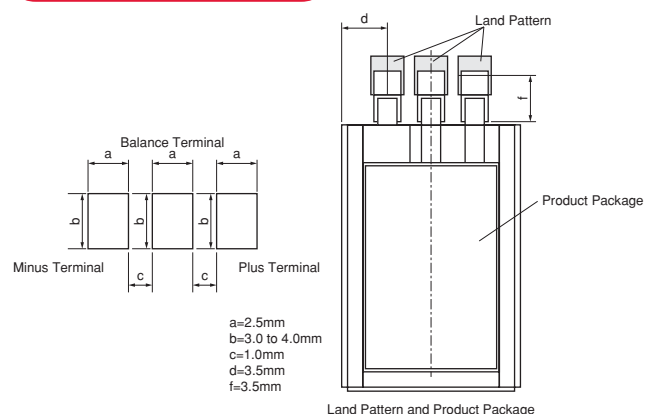 d
Land Pattern
f
Balance Terminal
a a a
b b b
Product Package
Minus Terminal
Plus Terminal
c c
a=2.5mm
b=3.0 to 4.0mm
c=1.0mm
d=3.5mm
f=3.5mm
Land Pattern and Product Package